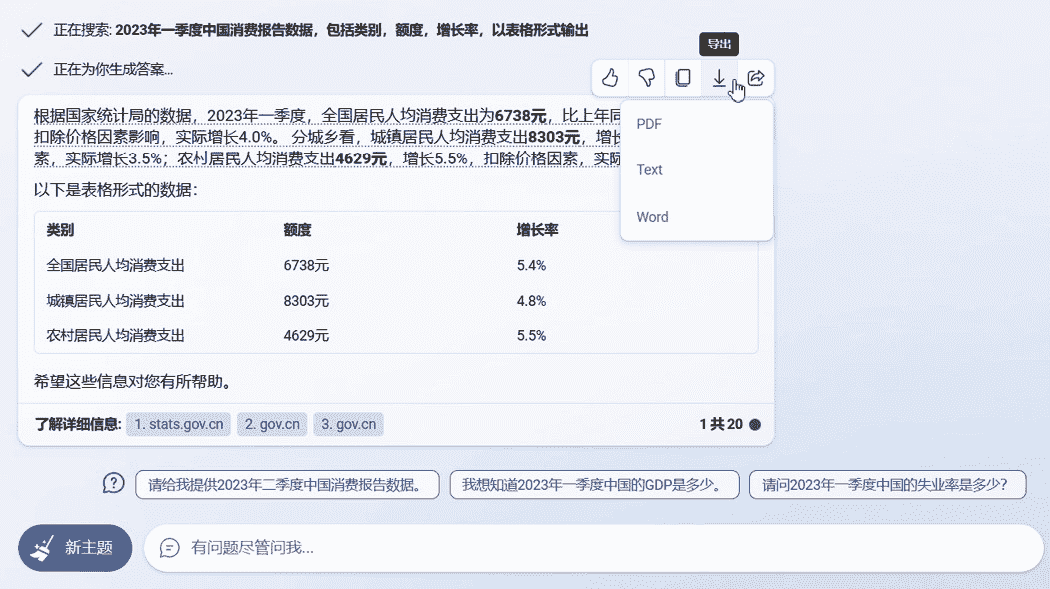 正在搜索: 2023年一季度中国消费报告数据，包括类别，额度，增长率，以表格形式输出
导出
正在为你生成答案...
根据国家统计局的数据，2023年一季度，全国居民人均消费支出为6738元，比上年同
扣除价格因素影响，实际增长4.0%。 分城乡看，城镇居民人均消费支出8303元，增长
素，实际增长3.5%；农村居民人均消费支出4629元，增长5.5%，扣除价格因素，实际
PDF
Text
Word
以下是表格形式的数据：
类别 额度 增长率
全国居民人均消费支出 6738元 5.4%
城镇居民人均消费支出 8303元 4.8%
农村居民人均消费支出 4629元 5.5%
希望这些信息对您有所帮助。
了解详细信息: 1. stats.gov.cn 2. gov.cn 3. gov.cn 1 共 20
请给我提供2023年二季度中国消费报告数据。 我想知道2023年一季度中国的GDP是多少。 请问2023年一季度中国的失业率是多少？
新主题 有问题尽管问我...